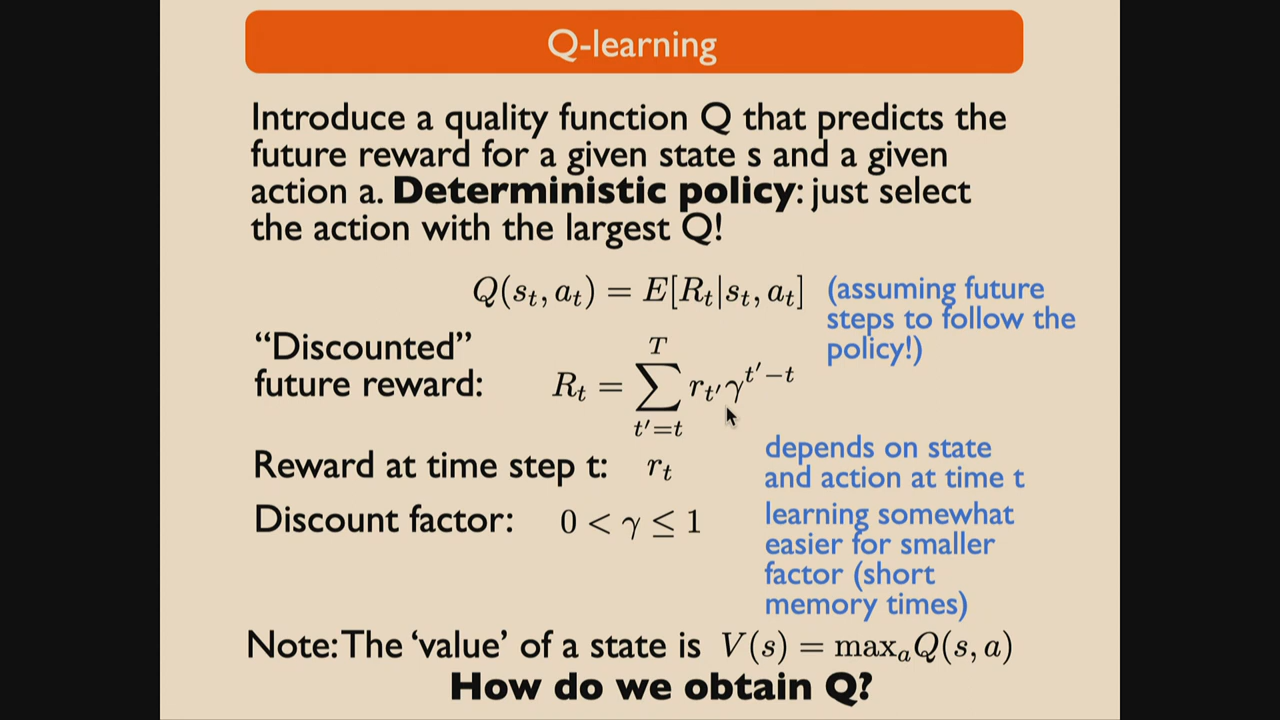 Q-learning
Introduce a quality function Q that predicts the
future reward for a given state s and a given
action a. Deterministic policy: just select
the action with the largest Q!
Q(s_t, a_t) = E[R_t|s_t, a_t]
(assuming future
steps to follow the
policy!)
“Discounted”
future reward:
R_t = \sum_{t'=t}^{T} r_{t'} γ^{t'-t}
Reward at time step t: r_t
depends on state
and action at time t
Discount factor: 0 < γ ≤ 1
learning somewhat
easier for smaller
factor (short
memory times)
Note: The ‘value’ of a state is V(s) = max_a Q(s, a)
How do we obtain Q?